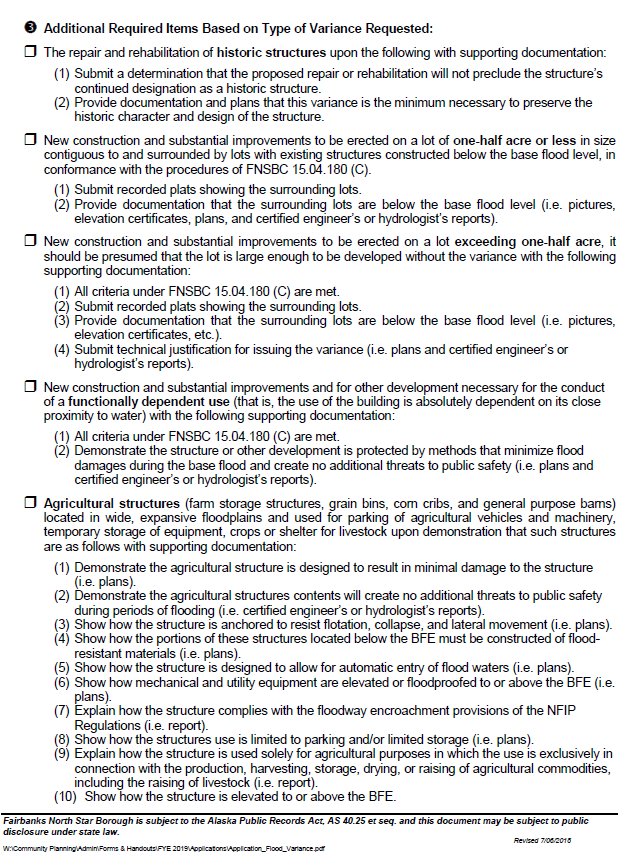 ❸ Additional Required Items Based on Type of Variance Requested:
❒ The repair and rehabilitation of historic structures upon the following with supporting documentation:
(1) Submit a determination that the proposed repair or rehabilitation will not preclude the structure's
continued designation as a historic structure.
(2) Provide documentation and plans that this variance is the minimum necessary to preserve the
historic character and design of the structure.
❒ New construction and substantial improvements to be erected on a lot of one-half acre or less in size
contiguous to and surrounded by lots with existing structures constructed below the base flood level, in
conformance with the procedures of FNSBC 15.04.180 (C).
(1) Submit recorded plats showing the surrounding lots.
(2) Provide documentation that the surrounding lots are below the base flood level (i.e. pictures,
elevation certificates, plans, and certified engineer's or hydrologist's reports).
❒ New construction and substantial improvements to be erected on a lot exceeding one-half acre, it
should be presumed that the lot is large enough to be developed without the variance with the following
supporting documentation:
(1) All criteria under FNSBC 15.04.180 (C) are met.
(2) Submit recorded plats showing the surrounding lots.
(3) Provide documentation that the surrounding lots are below the base flood level (i.e. pictures,
elevation certificates, etc.).
(4) Submit technical justification for issuing the variance (i.e. plans and certified engineer's or
hydrologist's reports).
❒ New construction and substantial improvements and for other development necessary for the conduct
of a functionally dependent use (that is, the use of the building is absolutely dependent on its close
proximity to water) with the following supporting documentation:
(1) All criteria under FNSBC 15.04.180 (C) are met.
(2) Demonstrate the structure or other development is protected by methods that minimize flood
damages during the base flood and create no additional threats to public safety (i.e. plans and
certified engineer's or hydrologist's reports).
❒ Agricultural structures (farm storage structures, grain bins, corn cribs, and general purpose barns)
located in wide, expansive floodplains and used for parking of agricultural vehicles and machinery,
temporary storage of equipment, crops or shelter for livestock upon demonstration that such structures
are as follows with supporting documentation:
(1) Demonstrate the agricultural structure is designed to result in minimal damage to the structure
(i.e. plans).
(2) Demonstrate the agricultural structures contents will create no additional threats to public safety
during periods of flooding (i.e. certified engineer's or hydrologist's reports).
(3) Show how the structure is anchored to resist flotation, collapse, and lateral movement (i.e. plans).
(4) Show how the portions of these structures located below the BFE must be constructed of flood-
resistant materials (i.e. plans).
(5) Show how the structure is designed to allow for automatic entry of flood waters (i.e. plans).
(6) Show how mechanical and utility equipment are elevated or floodproofed to or above the BFE (i.e.
plans).
(7) Explain how the structure complies with the floodway encroachment provisions of the NFIP
Regulations (i.e. report).
(8) Show how the structures use is limited to parking and/or limited storage (i.e. plans).
(9) Explain how the structure is used solely for agricultural purposes in which the use is exclusively in
connection with the production, harvesting, storage, drying, or raising of agricultural commodities,
including the raising of livestock (i.e. report).
(10) Show how the structure is elevated to or above the BFE.
Fairbanks North Star Borough is subject to the Alaska Public Records Act, AS 40.25 et seq. and this document may be subject to public
disclosure under state law.
Revised 7/06/2016
W:\Community Planning\Admin\Forms & Handouts\FYE 2019\Applications\Application_Flood_Variance.pdf